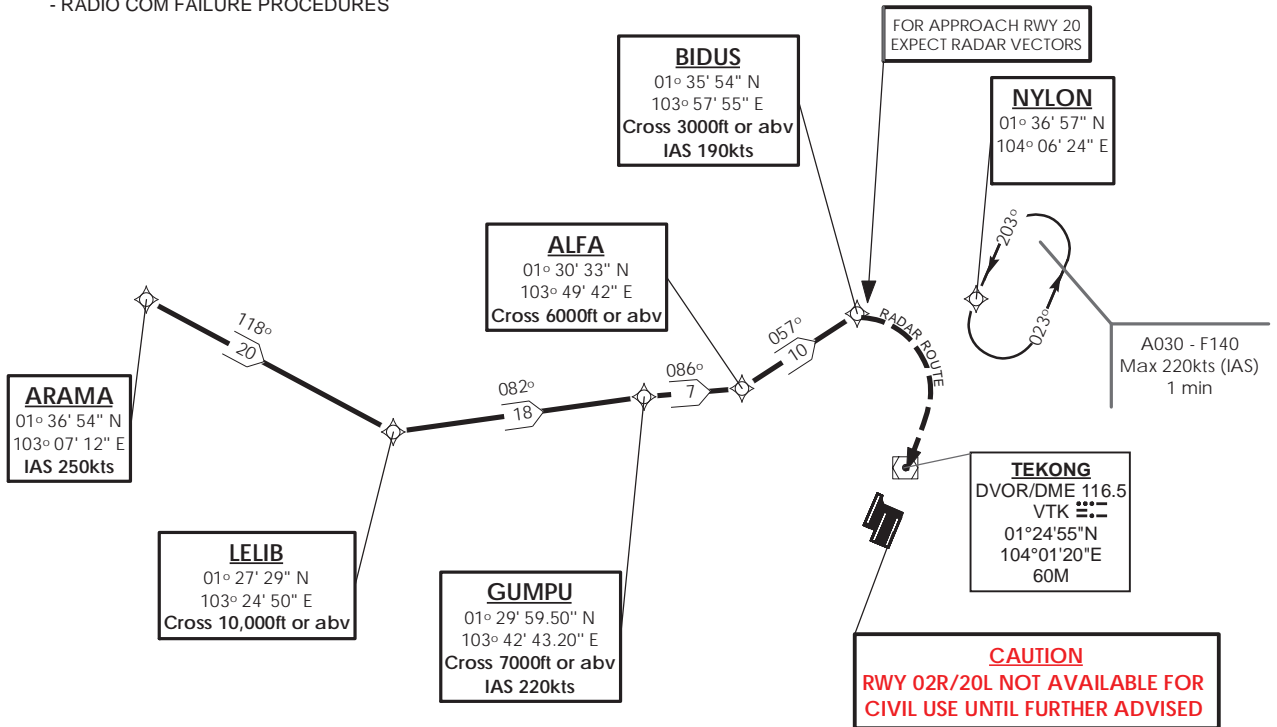 - RADIO COM FAILURE PROCEDURES
FOR APPROACH RWY 20
EXPECT RADAR VECTORS
BIDUS
01° 35' 54" N
103° 57' 55" E
Cross 3000ft or abv
IAS 190kts
NYLON
01° 36' 57" N
104° 06' 24" E
ALFA
01° 30' 33" N
103° 49' 42" E
Cross 6000ft or abv
203°
023°
A030 - F140
Max 220kts (IAS)
1 min
RADAR ROUTE
118°
20
082°
18
086°
7
057°
10
ARAMA
01° 36' 54" N
103° 07' 12" E
IAS 250kts
LELIB
01° 27' 29" N
103° 24' 50" E
Cross 10,000ft or abv
GUMPU
01° 29' 59.50" N
103° 42' 43.20" E
Cross 7000ft or abv
IAS 220kts
TEKONG
DVOR/DME 116.5
VTK
01°24'55"N
104°01'20"E
60M
CAUTION
RWY 02R/20L NOT AVAILABLE FOR
CIVIL USE UNTIL FURTHER ADVISED